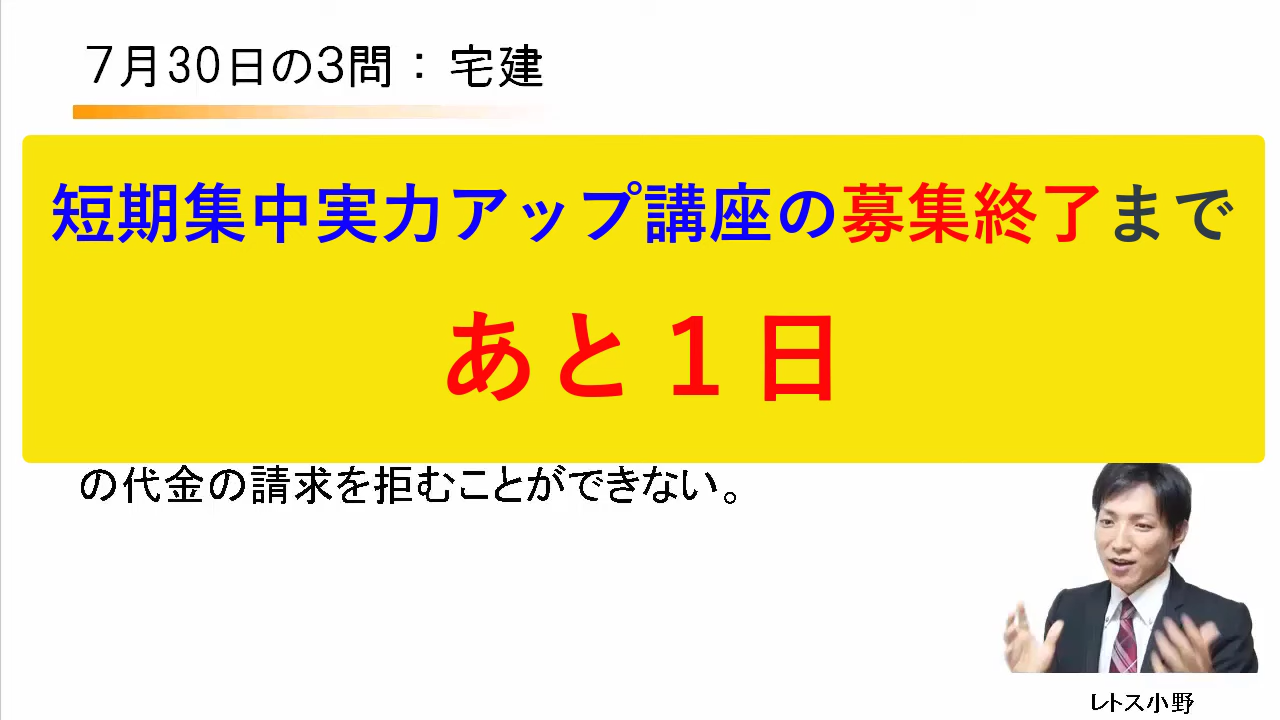 7月30日の3問：宅建
短期集中実力アップ講座の募集終了まで
あと１日
の代金の請求を拒むことができない。
レトス小野